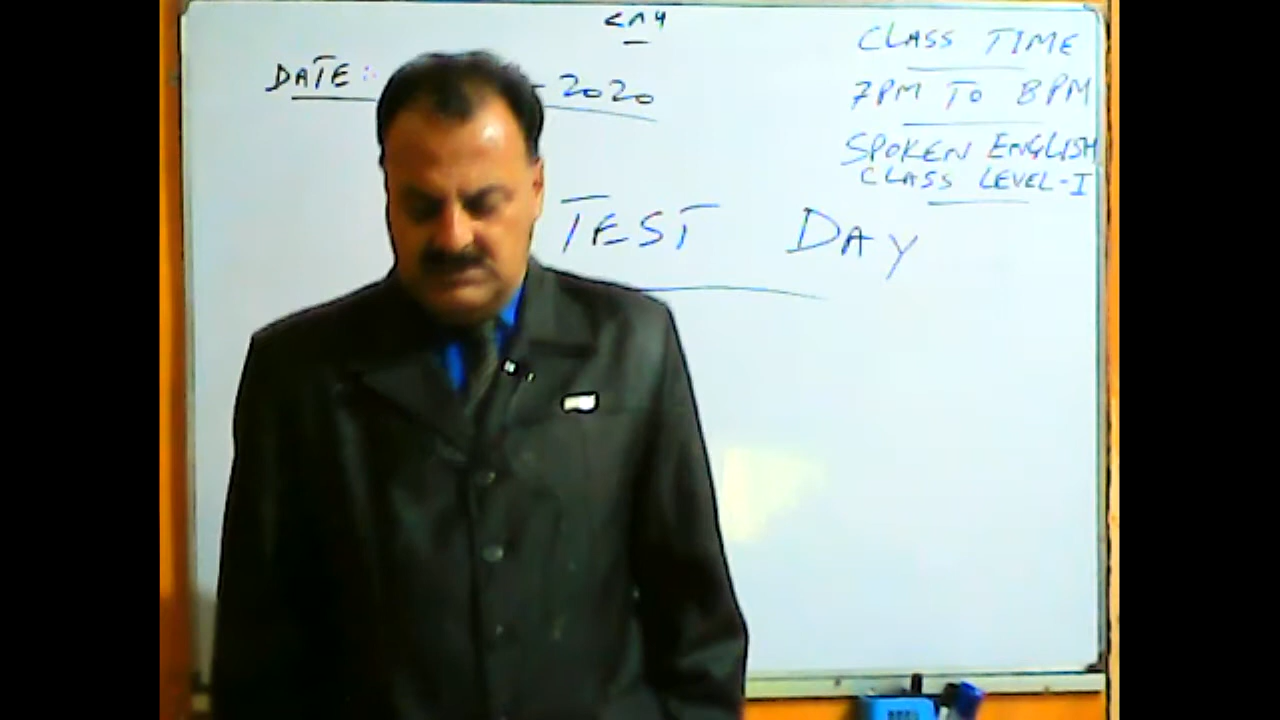 DATE: - 2020
CLASS TIME
7PM TO 8PM
SPOKEN ENGLISH
CLASS LEVEL-I
TEST DAY